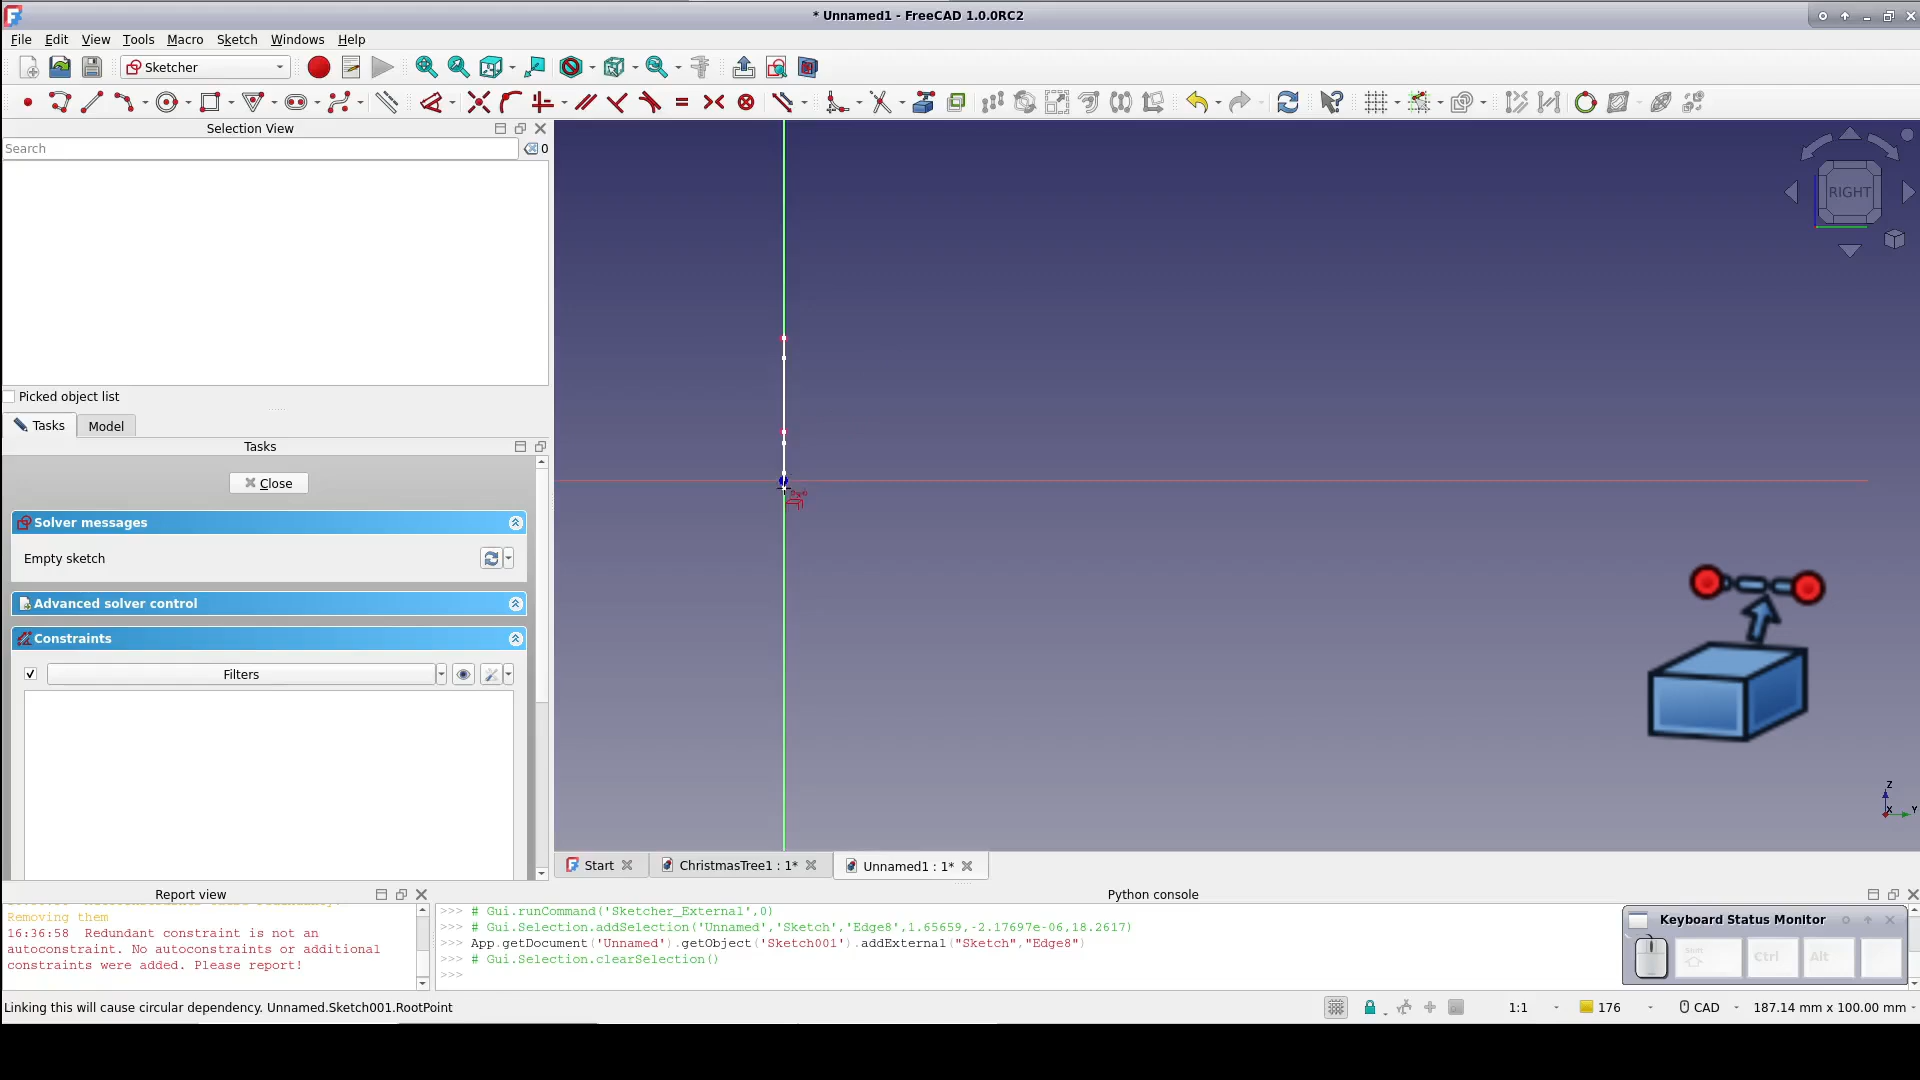 * Unnamed1 - FreeCAD 1.0.0RC2
File Edit View Tools Macro Sketch Windows Help
Sketcher
Selection View
Search
0
Picked object list
Tasks Model
Tasks
Close
Solver messages
Empty sketch
Advanced solver control
Constraints
Filters
RIGHT
Z
X
Y
Start
ChristmasTree1 : 1*
Unnamed1 : 1*
Report view
Removing them
16:36:58 Redundant constraint is not an
autoconstraint. No autoconstraints or additional
constraints were added. Please report!
Python console
>>> # Gui.runCommand('Sketcher_External',0)
>>> # Gui.Selection.addSelection('Unnamed','Sketch','Edge8',1.65659,-2.17697e-06,18.2617)
>>> App.getDocument('Unnamed').getObject('Sketch001').addExternal("Sketch","Edge8")
>>> # Gui.Selection.clearSelection()
>>>
Keyboard Status Monitor
Shift
Ctrl
Alt
Linking this will cause circular dependency. Unnamed.Sketch001.RootPoint
1:1
176
CAD
187.14 mm x 100.00 mm